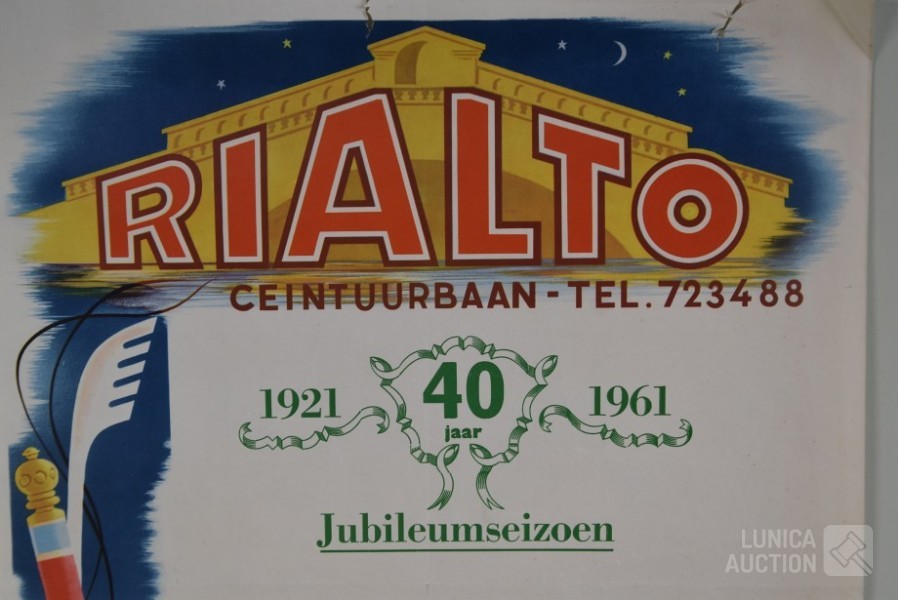 RIALTO
CEINTUURBAAN - TEL. 723488
1921 40 1961
jaar
Jubileumseizoen
LUNICA
AUCTION